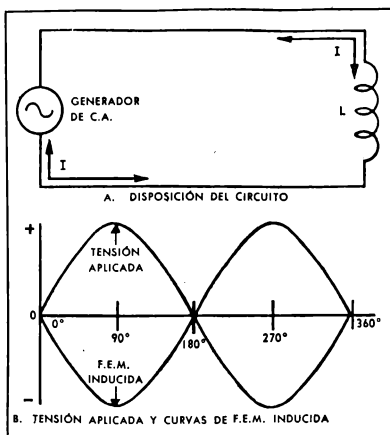 I
GENERADOR
DE C.A.
L
I
A. DISPOSICIÓN DEL CIRCUITO
+
TENSIÓN
APLICADA
0
0°
90°
180°
270°
360°
F.E.M.
INDUCIDA
−
B. TENSIÓN APLICADA Y CURVAS DE F.E.M. INDUCIDA